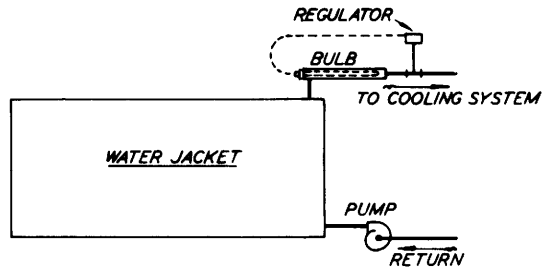 REGULATOR
BULB
TO COOLING SYSTEM
WATER JACKET
PUMP
RETURN